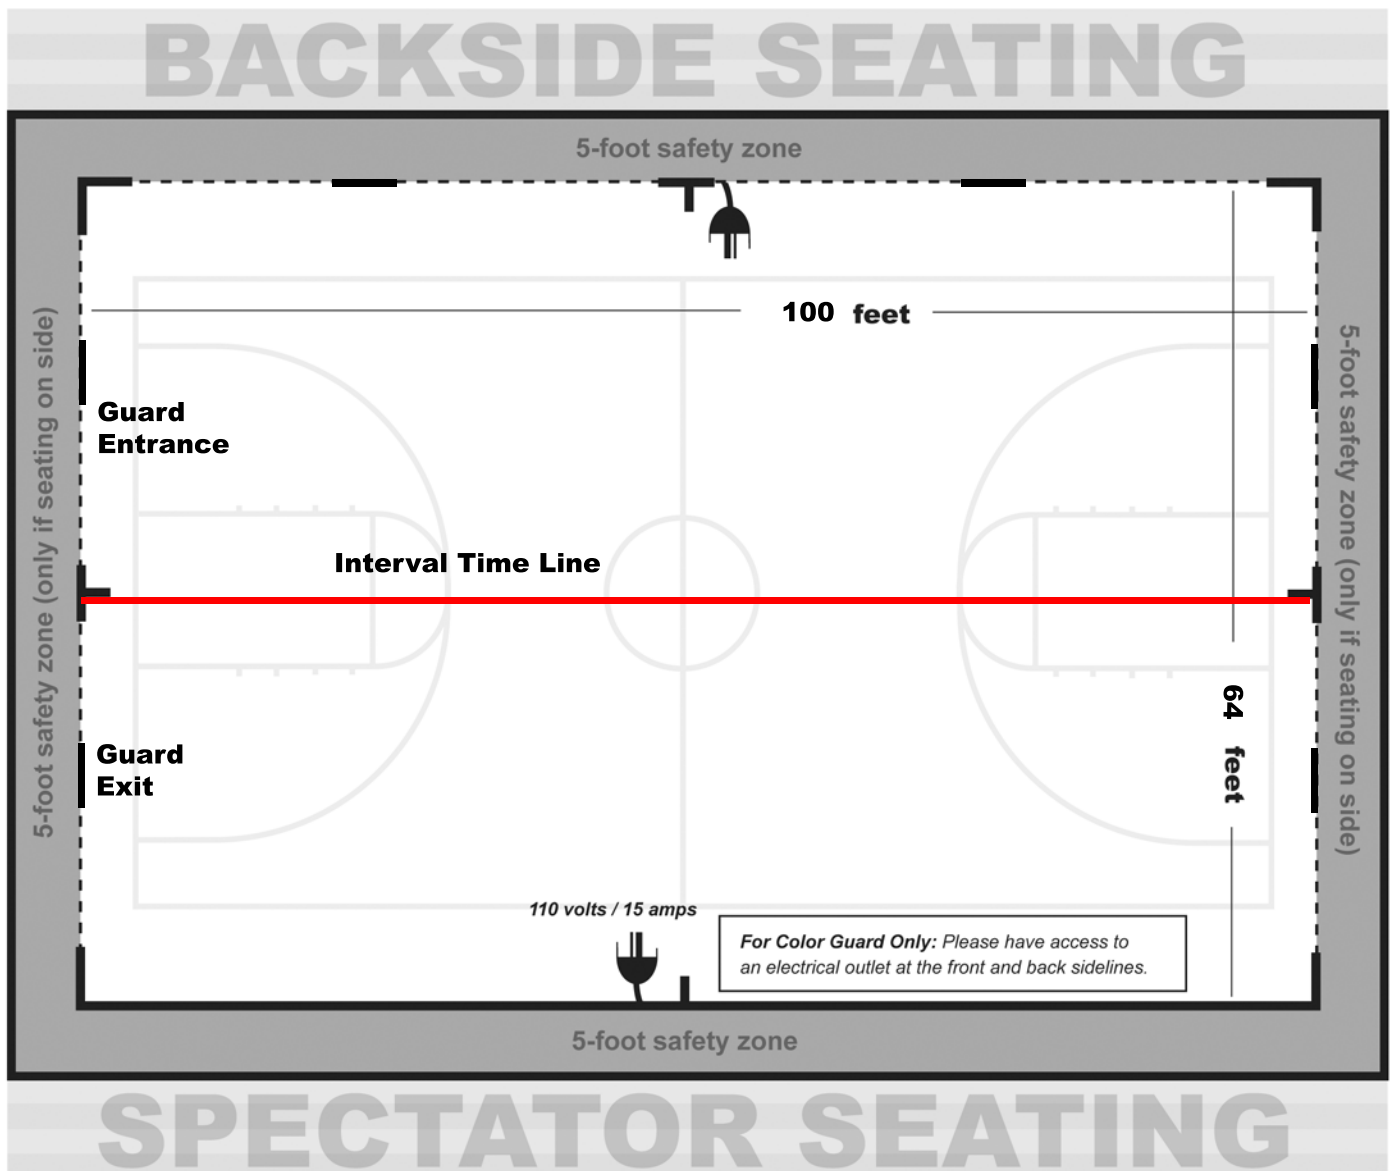 BACKSIDE SEATING
5-foot safety zone
100 feet
5-foot safety zone (only if seating on side)
5-foot safety zone (only if seating on side)
Guard
Entrance
Interval Time Line
64 feet
Guard
Exit
110 volts / 15 amps
For Color Guard Only: Please have access to
an electrical outlet at the front and back sidelines.
5-foot safety zone
SPECTATOR SEATING